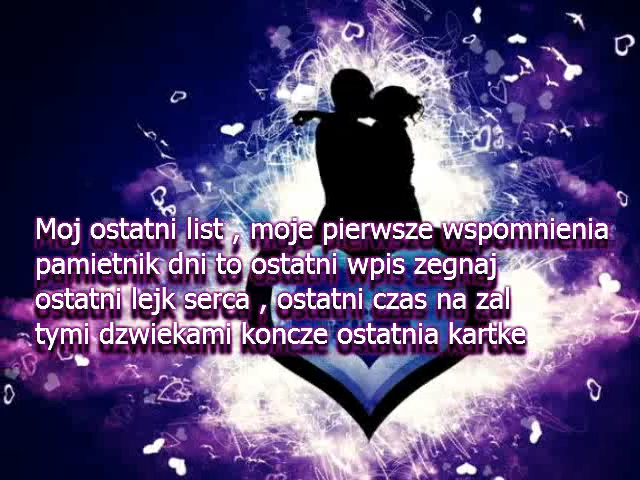 Moj ostatni list , moje pierwsze wspomnienia
pamietnik dni to ostatni wpis zegnaj
ostatni lejk serca , ostatni czas na zal
tymi dzwiekami koncze ostatnia kartke